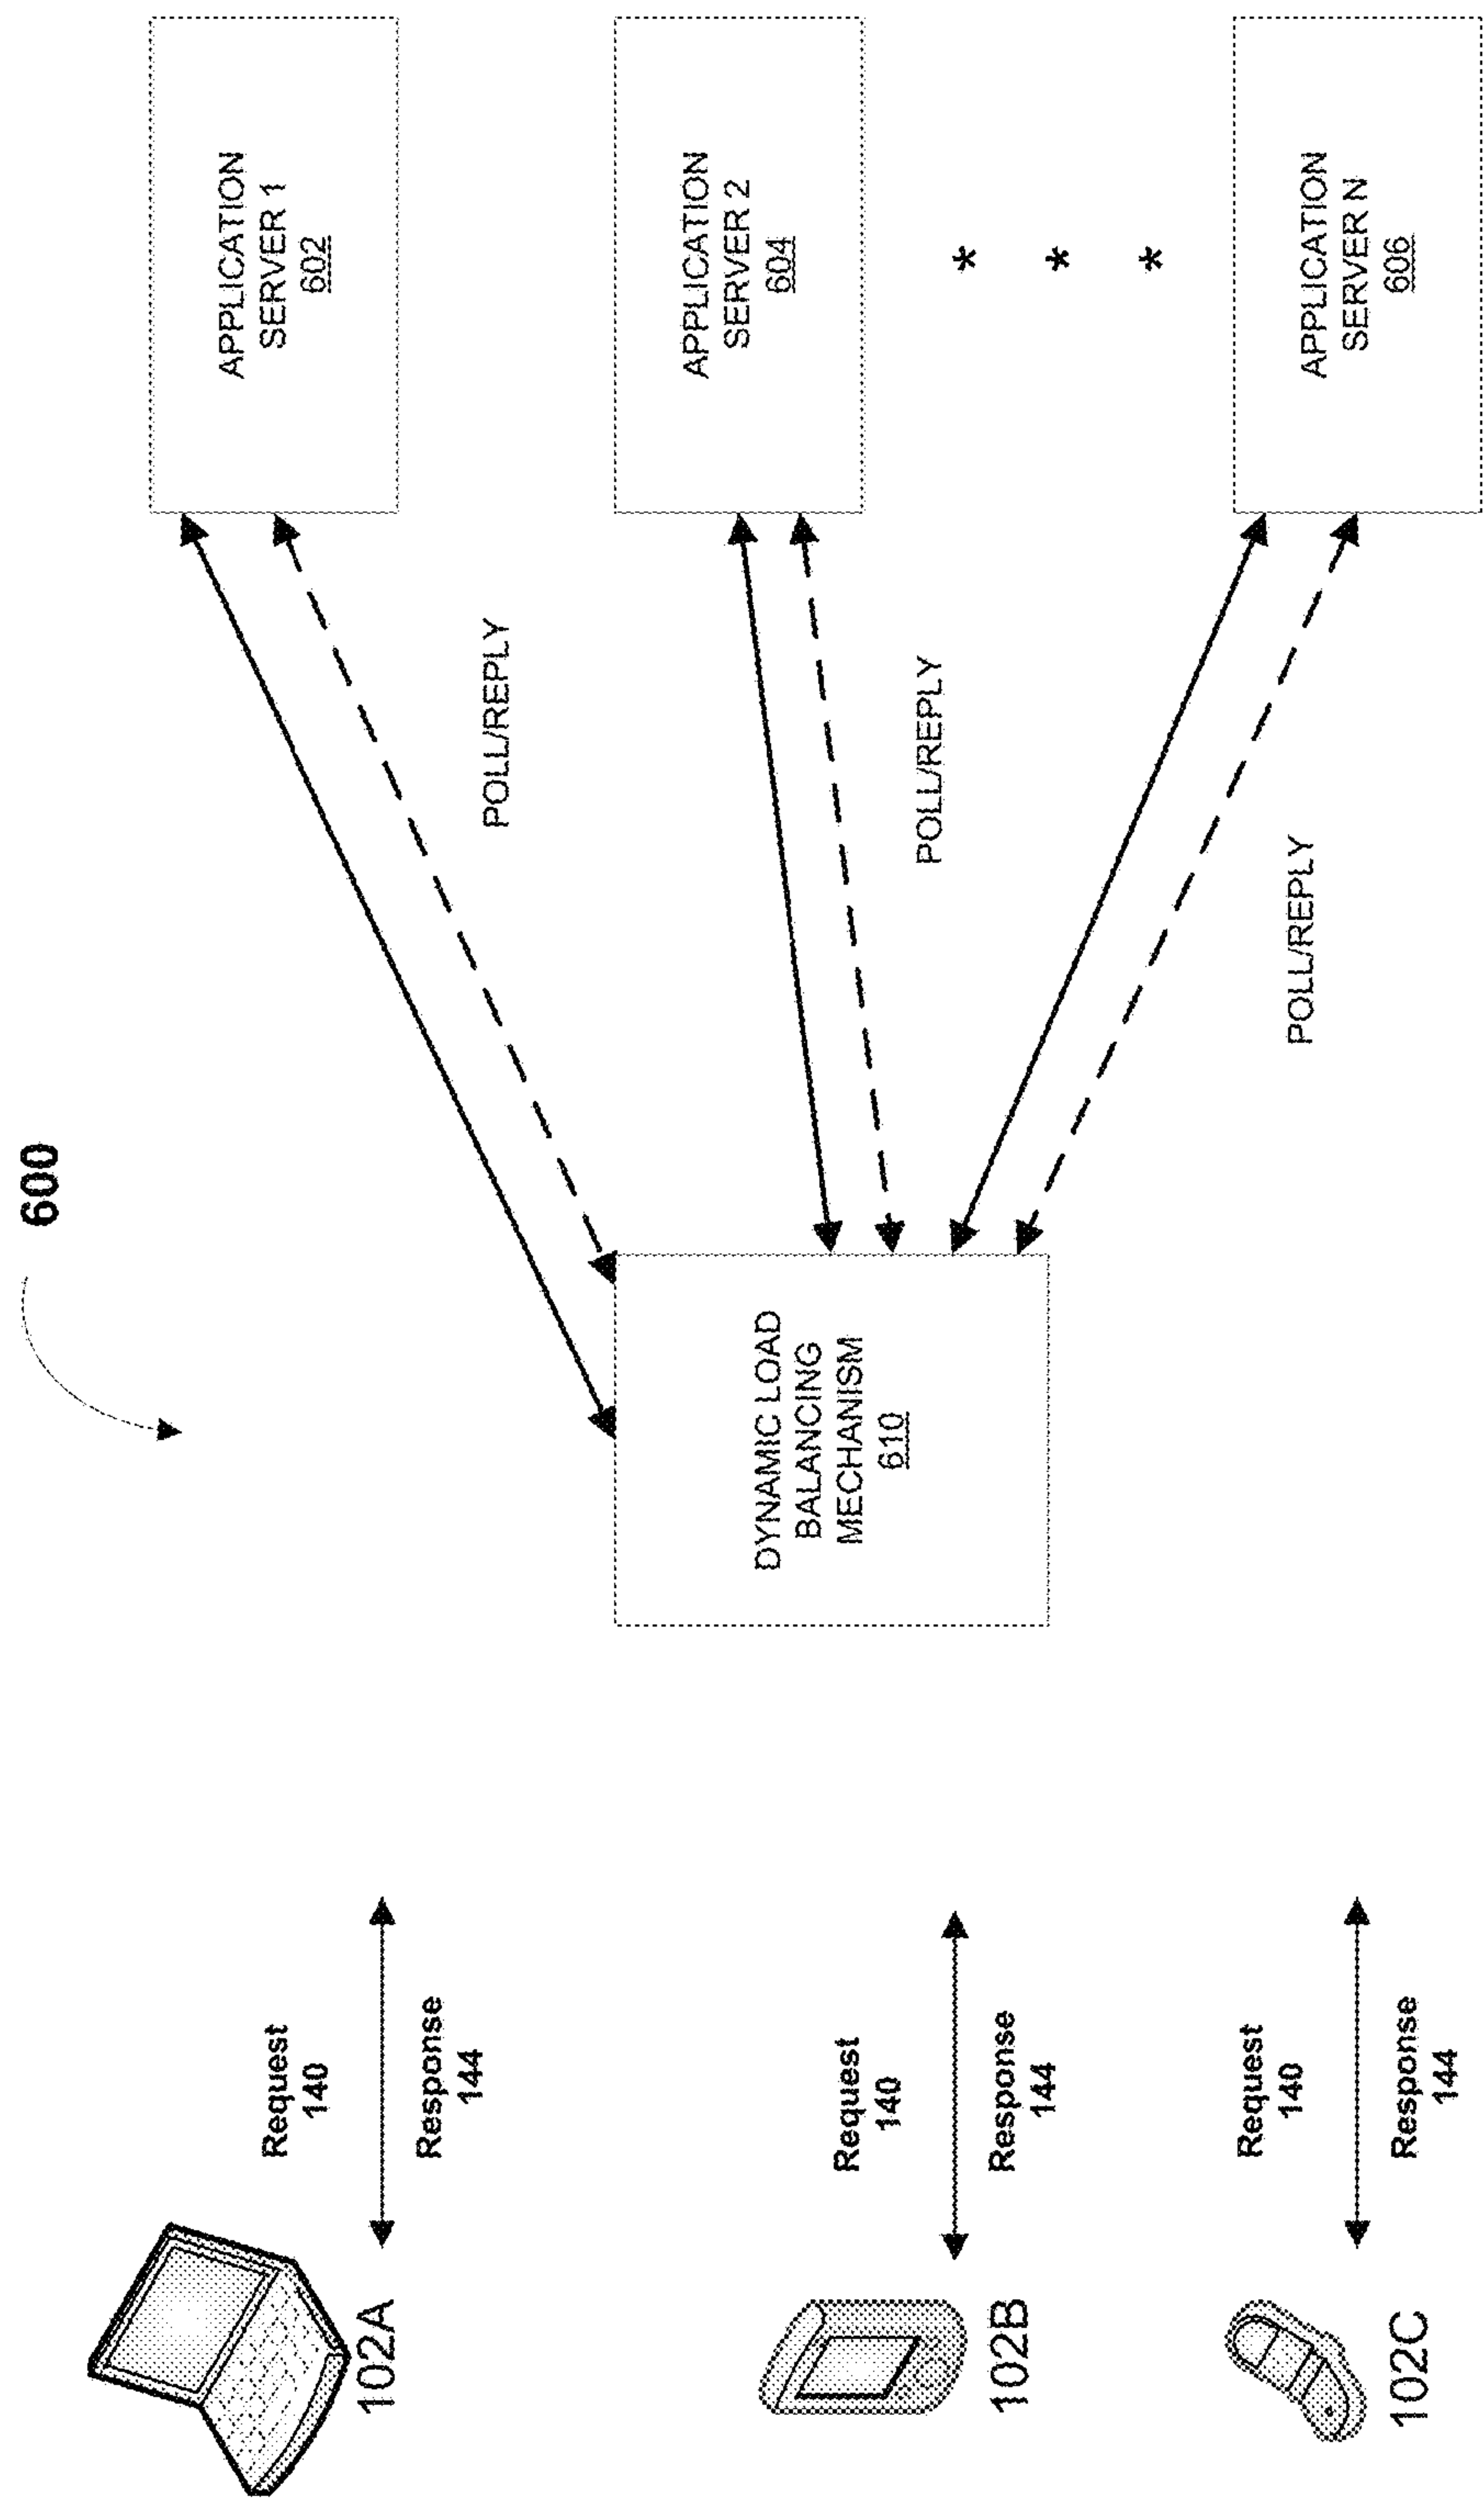 600
102A
Request
140
Response
144
102B
Request
140
Response
144
102C
Request
140
Response
144
DYNAMIC LOAD
BALANCING
MECHANISM
610
POLL/REPLY
POLL/REPLY
POLL/REPLY
APPLICATION
SERVER 1
602
APPLICATION
SERVER 2
604
* * *
APPLICATION
SERVER N
606